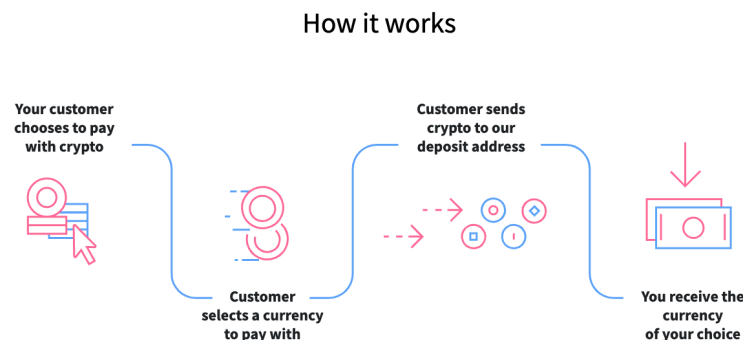 How it works
Your customer
chooses to pay
with crypto
Customer
selects a currency
to pay with
Customer sends
crypto to our
deposit address
You receive the
currency
of your choice